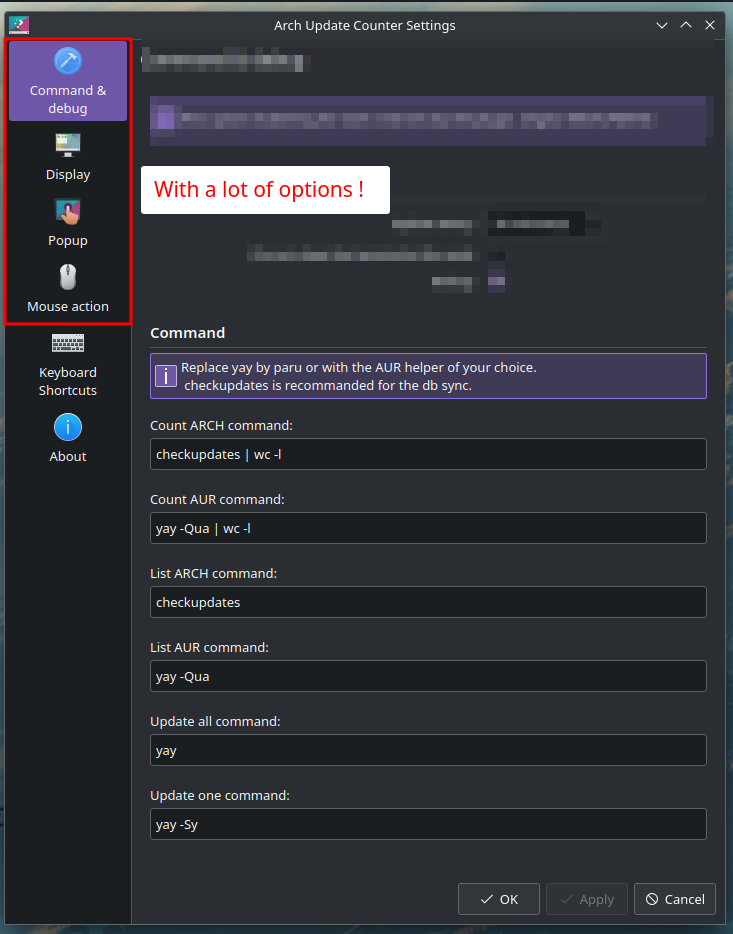 Arch Update Counter Settings
Command &
debug
Display
Popup
Mouse action
Keyboard
Shortcuts
About
With a lot of options !
Command
Replace yay by paru or with the AUR helper of your choice.
checkupdates is recommanded for the db sync.
Count ARCH command:
checkupdates | wc -l
Count AUR command:
yay -Qua | wc -l
List ARCH command:
checkupdates
List AUR command:
yay -Qua
Update all command:
yay
Update one command:
yay -Sy
OK
Apply
Cancel